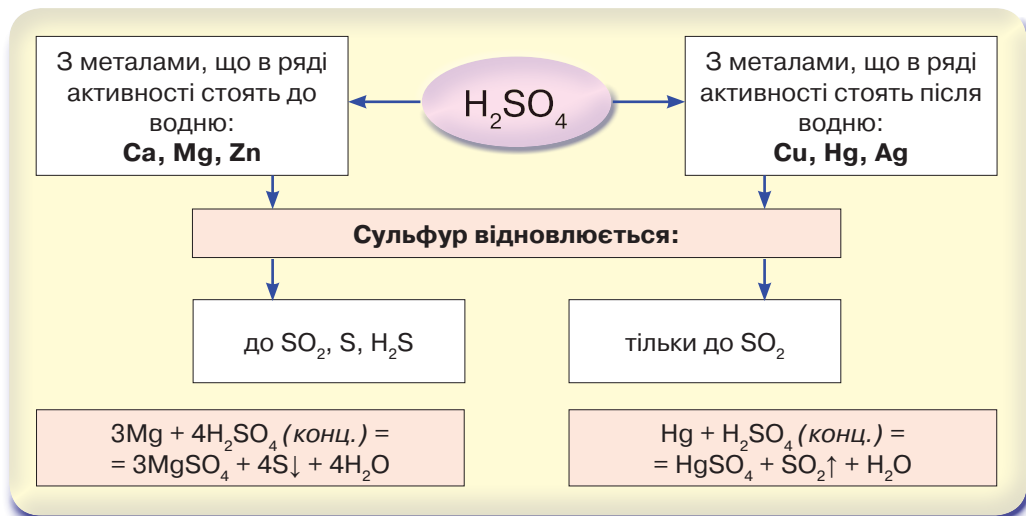 З металами, що в ряді
активності стоять до
водню:
Ca, Mg, Zn
H₂SO₄
З металами, що в ряді
активності стоять після
водню:
Cu, Hg, Ag
Сульфур відновлюється:
до SO₂, S, H₂S
тільки до SO₂
3Mg + 4H₂SO₄ (конц.) =
= 3MgSO₄ + 4S↓ + 4H₂O
Hg + H₂SO₄ (конц.) =
= HgSO₄ + SO₂↑ + H₂O